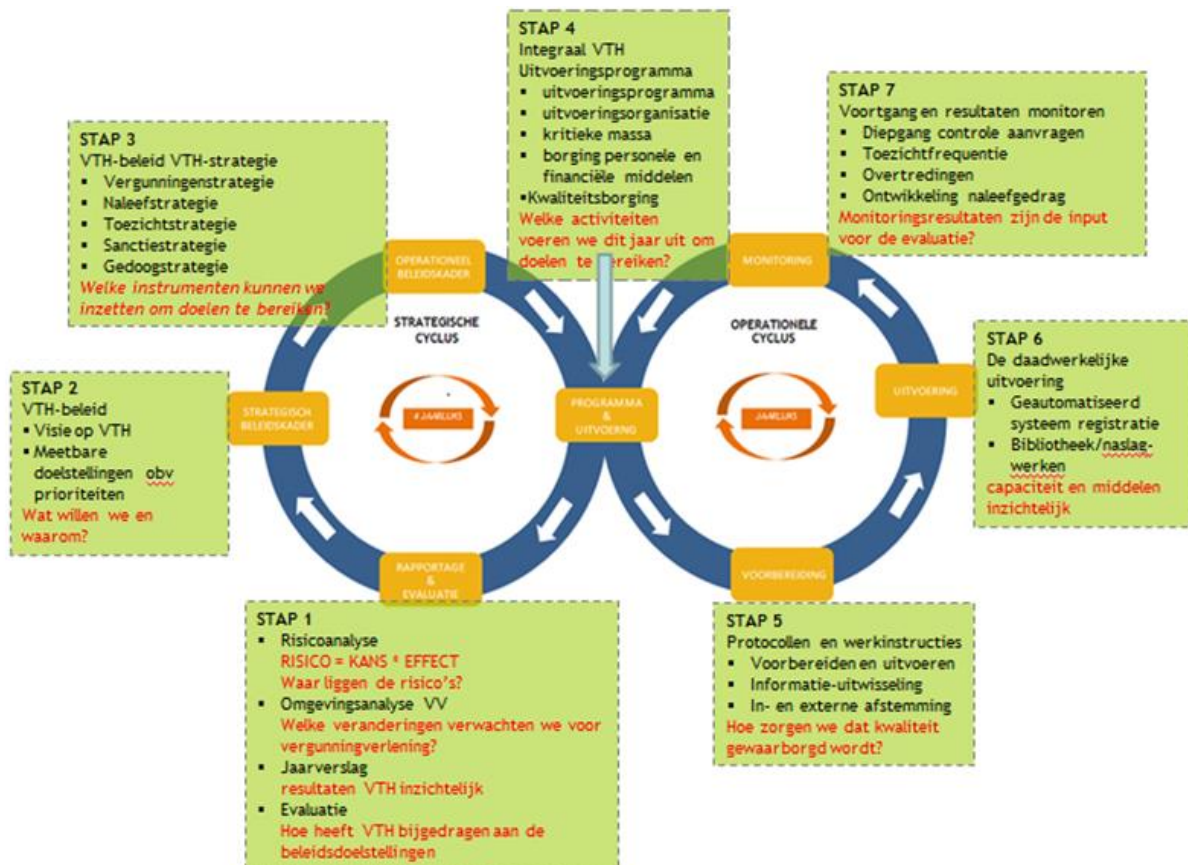 STAP 4
Integraal VTH
Uitvoeringsprogramma
▪ uitvoeringsprogramma
▪ uitvoeringsorganisatie
▪ kritieke massa
▪ borging personele en
financiële middelen
▪Kwaliteitsborging
Welke activiteiten
voeren we dit jaar uit om
doelen te bereiken?
STAP 7
Voortgang en resultaten monitoren
▪ Diepgang controle aanvragen
▪ Toezichtfrequentie
▪ Overtredingen
▪ Ontwikkeling naleefgedrag
Monitoringsresultaten zijn de input
voor de evaluatie?
STAP 3
VTH-beleid VTH-strategie
▪ Vergunningenstrategie
▪ Naleefstrategie
▪ Toezichtstrategie
▪ Sanctiestrategie
▪ Gedoogstrategie
Welke instrumenten kunnen we
inzetten om doelen te bereiken?
OPERATIONEEL
BELEIDSKADER
MONITORING
STRATEGISCHE
CYCLUS
OPERATIONELE
CYCLUS
STAP 2
VTH-beleid
▪ Visie op VTH
▪ Meetbare
doelstellingen obv
prioriteiten
Wat willen we en
waarom?
STRATEGISCH
BELEIDSKADER
4 JAARLIJKS
PROGRAMMA
&
UITVOERING
JAARLIJKS
UITVOERING
STAP 6
De daadwerkelijke
uitvoering
▪ Geautomatiseerd
systeem registratie
▪ Bibliotheek/naslag-
werken
capaciteit en middelen
inzichtelijk
RAPPORTAGE
&
EVALUATIE
VOORBEREIDING
STAP 1
▪ Risicoanalyse
RISICO = KANS * EFFECT
Waar liggen de risico's?
▪ Omgevingsanalyse VV
Welke veranderingen verwachten we voor
vergunningverlening?
▪ Jaarverslag
resultaten VTH inzichtelijk
▪ Evaluatie
Hoe heeft VTH bijgedragen aan de
beleidsdoelstellingen
STAP 5
Protocollen en werkinstructies
▪ Voorbereiden en uitvoeren
▪ Informatie-uitwisseling
▪ In- en externe afstemming
Hoe zorgen we dat kwaliteit
gewaarborgd wordt?